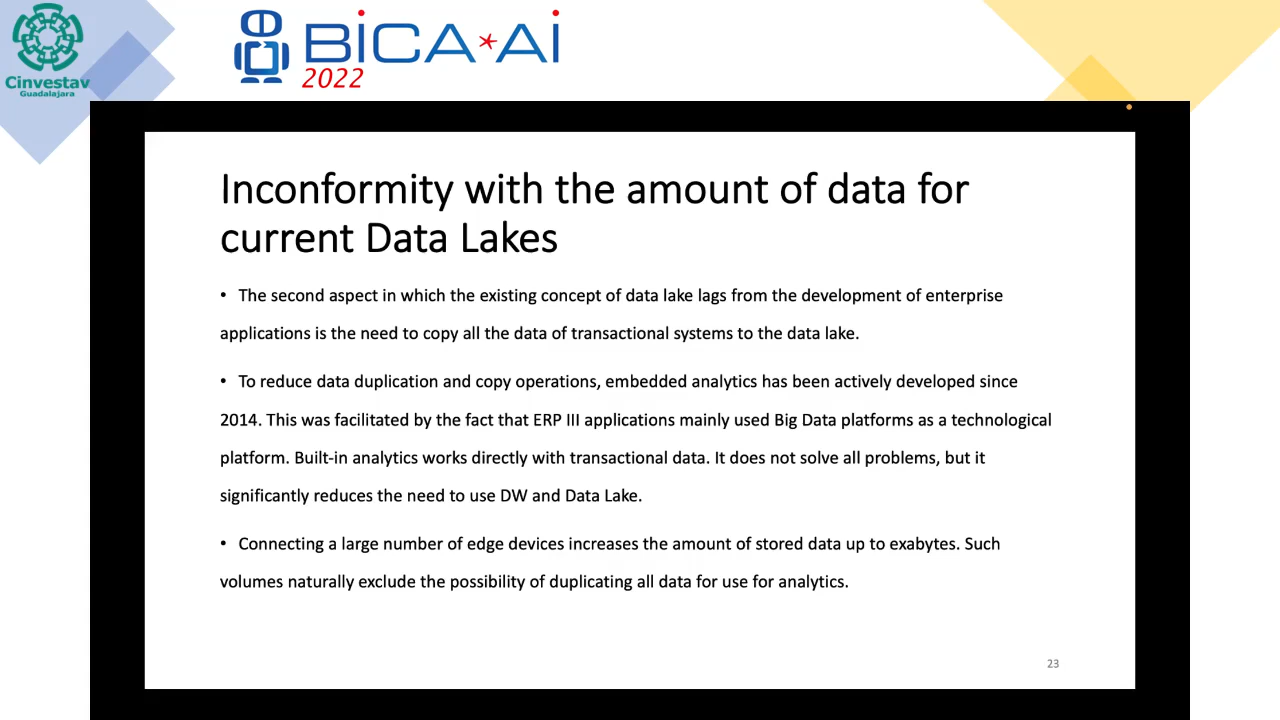 Cinvestav
Guadalajara
BiCA*Ai
2022
Inconformity with the amount of data for
current Data Lakes
• The second aspect in which the existing concept of data lake lags from the development of enterprise
applications is the need to copy all the data of transactional systems to the data lake.
• To reduce data duplication and copy operations, embedded analytics has been actively developed since
2014. This was facilitated by the fact that ERP III applications mainly used Big Data platforms as a technological
platform. Built-in analytics works directly with transactional data. It does not solve all problems, but it
significantly reduces the need to use DW and Data Lake.
• Connecting a large number of edge devices increases the amount of stored data up to exabytes. Such
volumes naturally exclude the possibility of duplicating all data for use for analytics.
23